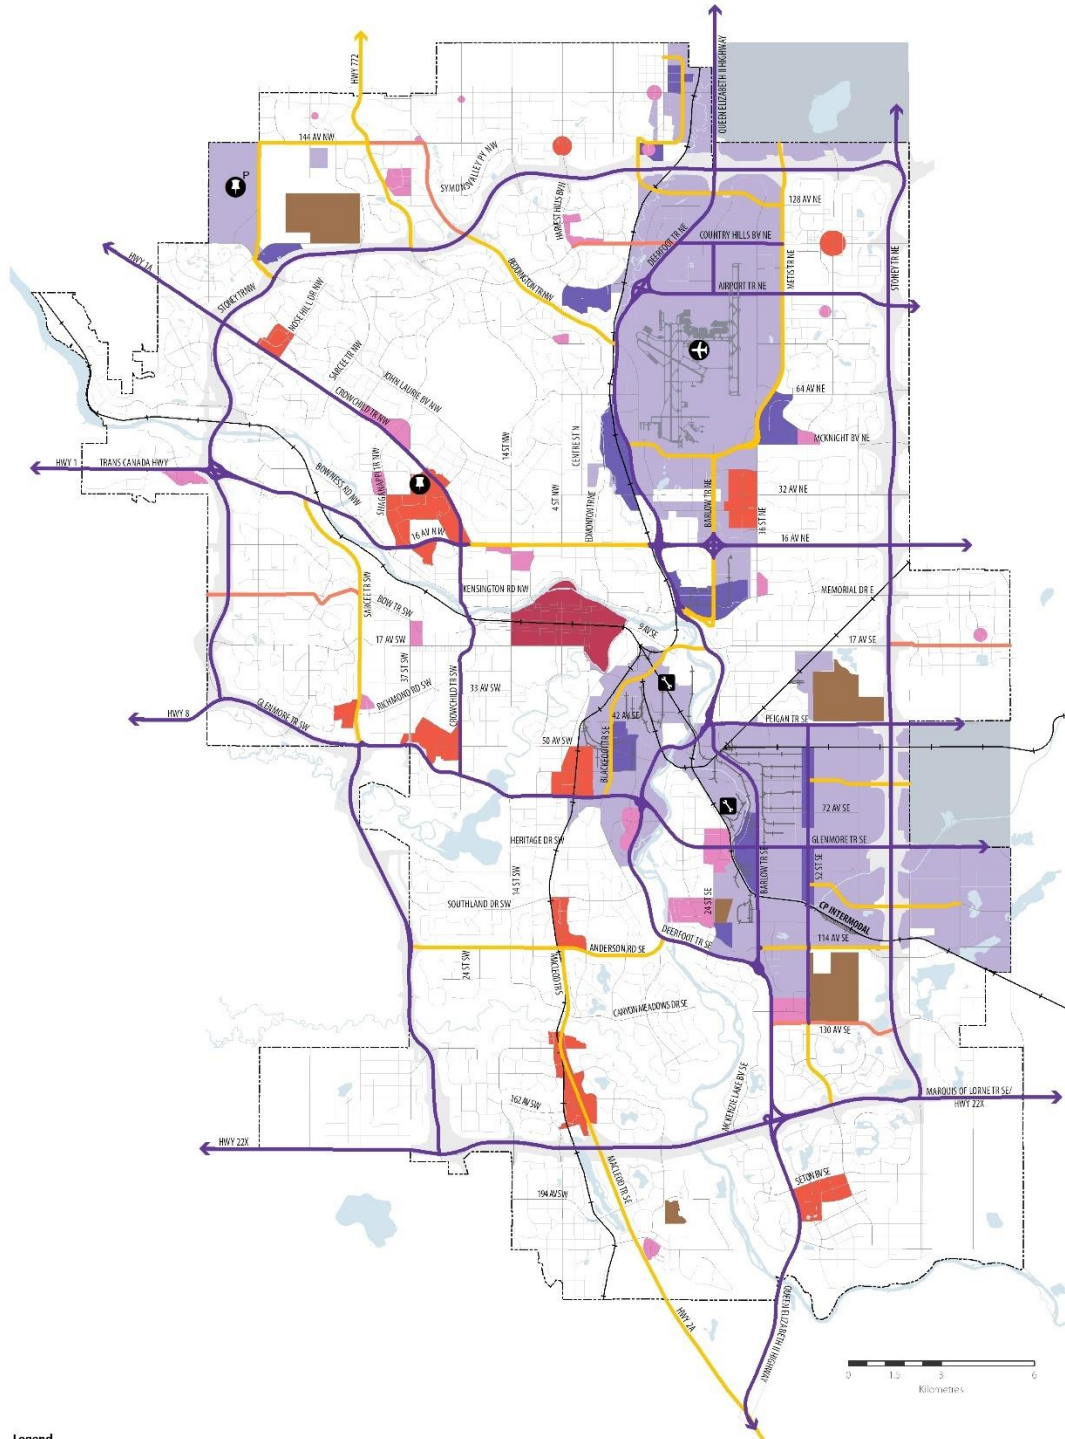 HWY 772
QUEEN ELIZABETH II HIGHWAY
144 AV NW
SYMONS VALLEY PY NW
P
128 AV NE
HARVEST HILLS BV N
COUNTRY HILLS BV NE
DEERFOOT TR NE
METIS TR NE
STONEY TR NE
HWY 1A
BEDDINGTON TR NW
AIRPORT TR NE
STONEY TR NW
NOSE HILL DR NW
SARCEE TR NW
JOHN LAURIE BV NW
CROWCHILD TR NW
64 AV NE
MCKNIGHT BV NE
14 ST NW
CENTRE ST N
HWY 1
TRANS CANADA HWY
BOWNESS RD NW
SHAGANAPPI TR NW
4 ST NW
EDMONTON TR NE
BARLOW TR NE
32 AV NE
36 ST NE
16 AV NW
16 AV NE
KENSINGTON RD NW
MEMORIAL DR E
SARCEE TR SW
BOW TR SW
9 AV SE
17 AV SW
17 AV SE
37 ST SW
RICHMOND RD SW
CROWCHILD TR SW
33 AV SW
HWY 8
GLENMORE TR SW
42 AV SE
PEIGAN TR SE
50 AV SW
BLACKFOOT TR SE
72 AV SE
HERITAGE DR SW
GLENMORE TR SE
14 ST SW
BARLOW TR SE
52 ST SE
24 ST SE
SOUTHLAND DR SW
CP INTERMODAL
DEERFOOT TR SE
114 AV SE
ANDERSON RD SE
24 ST SW
MACLEOD TR S
CANYON MEADOWS DR SE
130 AV SE
MCKENZIE LAKE BV SE
MARQUIS OF LORNE TR SE/
HWY 22X
162 AV SW
HWY 22X
MACLEOD TR SE
SETON BV SE
194 AV SW
QUEEN ELIZABETH II HIGHWAY
HWY 2A
0 1.5 3 6
Kilometres
Legend